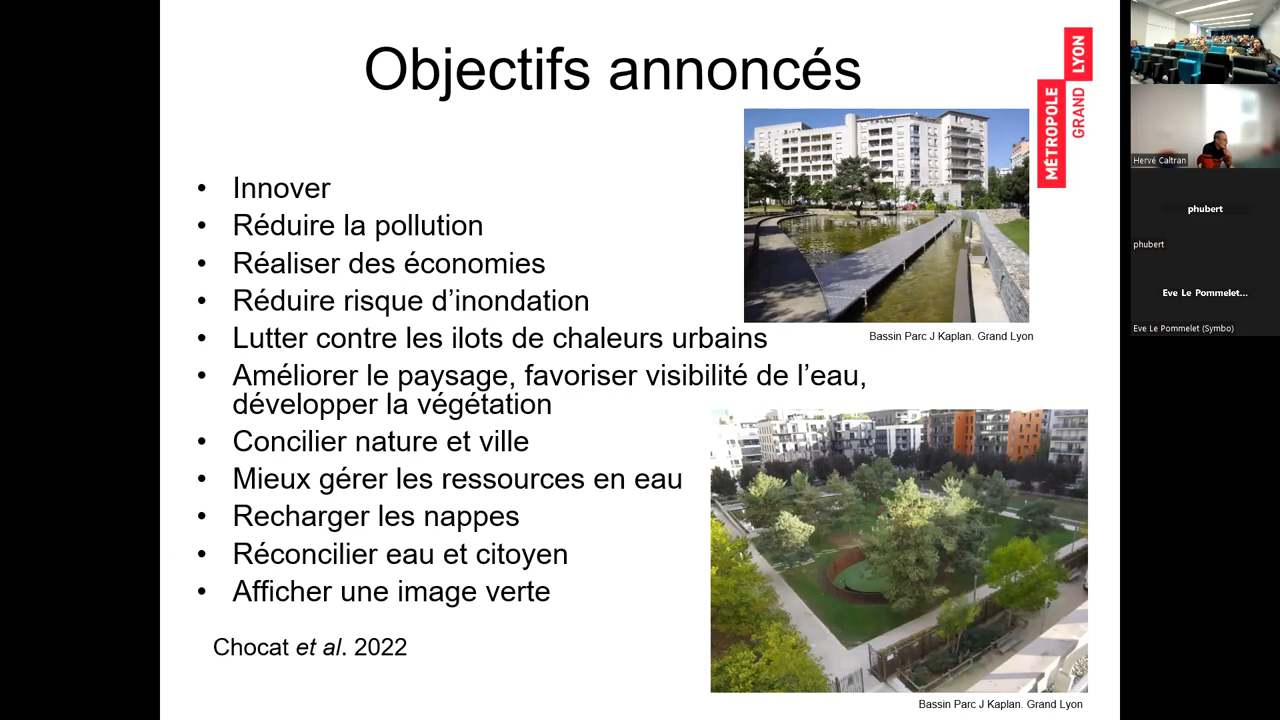 Objectifs annoncés
MÉTROPOLE
GRAND LYON
• Innover
• Réduire la pollution
• Réaliser des économies
• Réduire risque d’inondation
• Lutter contre les ilots de chaleurs urbains
• Améliorer le paysage, favoriser visibilité de l’eau,
développer la végétation
• Concilier nature et ville
• Mieux gérer les ressources en eau
• Recharger les nappes
• Réconcilier eau et citoyen
• Afficher une image verte
Chocat et al. 2022
Bassin Parc J Kaplan. Grand Lyon
Bassin Parc J Kaplan. Grand Lyon
Hervé Caltran
phubert
phubert
Eve Le Pommelet...
Eve Le Pommelet (Symbo)